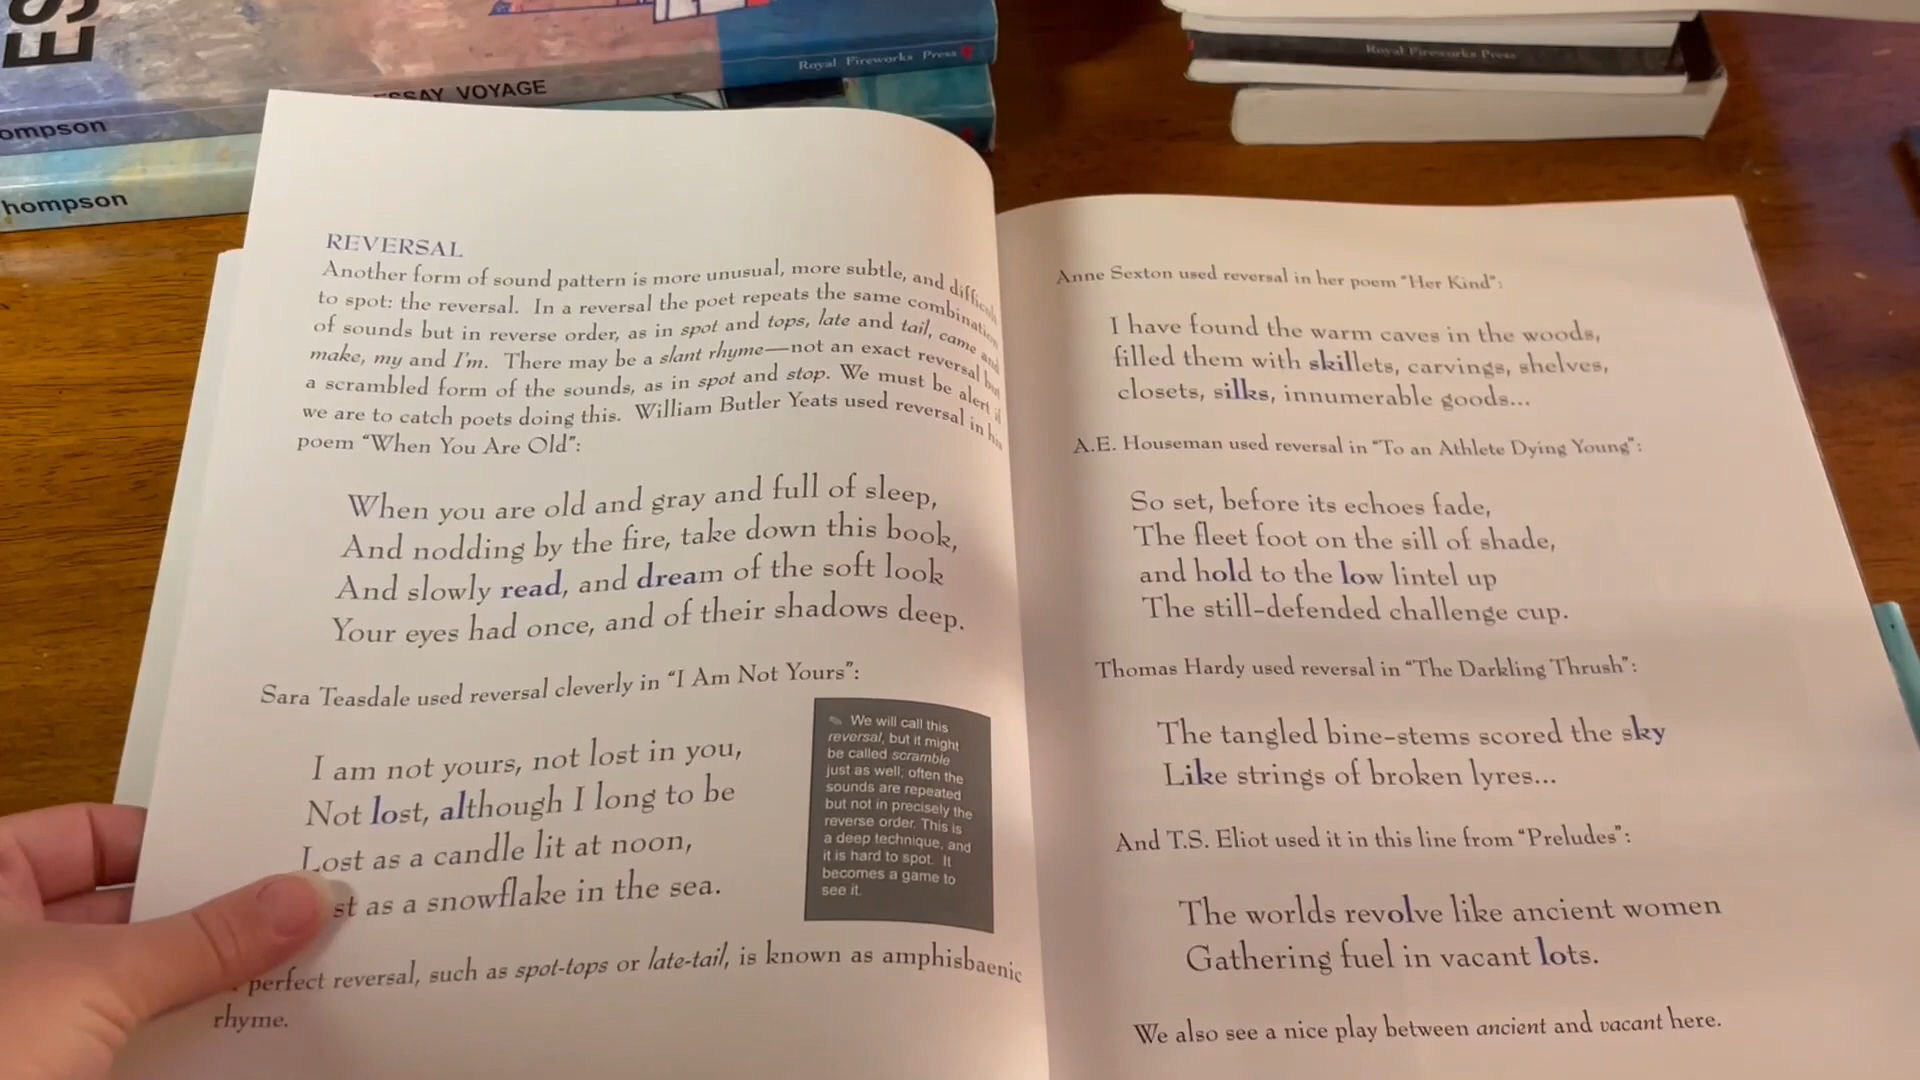 ES
Royal Fireworks Press
ESSAY VOYAGE
ompson
hompson
Royal Fireworks Press
REVERSAL
Another form of sound pattern is more unusual, more subtle, and difficult
to spot: the reversal. In a reversal the poet repeats the same combination
of sounds but in reverse order, as in spot and tops, late and tail, came and
make, my and I'm. There may be a slant rhyme—not an exact reversal but
a scrambled form of the sounds, as in spot and stop. We must be alert if
we are to catch poets doing this. William Butler Yeats used reversal in his
poem “When You Are Old”:
When you are old and gray and full of sleep,
And nodding by the fire, take down this book,
And slowly read, and dream of the soft look
Your eyes had once, and of their shadows deep.
Sara Teasdale used reversal cleverly in “I Am Not Yours”:
I am not yours, not lost in you,
Not lost, although I long to be
Lost as a candle lit at noon,
st as a snowflake in the sea.
We will call this
reversal, but it might
be called scramble
just as well; often the
sounds are repeated
but not in precisely the
reverse order. This is
a deep technique, and
it is hard to spot. It
becomes a game to
see it.
perfect reversal, such as spot-tops or late-tail, is known as amphisbaenic
rhyme.
Anne Sexton used reversal in her poem “Her Kind”:
I have found the warm caves in the woods,
filled them with skillets, carvings, shelves,
closets, silks, innumerable goods...
A.E. Houseman used reversal in “To an Athlete Dying Young”:
So set, before its echoes fade,
The fleet foot on the sill of shade,
and hold to the low lintel up
The still-defended challenge cup.
Thomas Hardy used reversal in “The Darkling Thrush”:
The tangled bine-stems scored the sky
Like strings of broken lyres...
And T.S. Eliot used it in this line from “Preludes”:
The worlds revolve like ancient women
Gathering fuel in vacant lots.
We also see a nice play between ancient and vacant here.